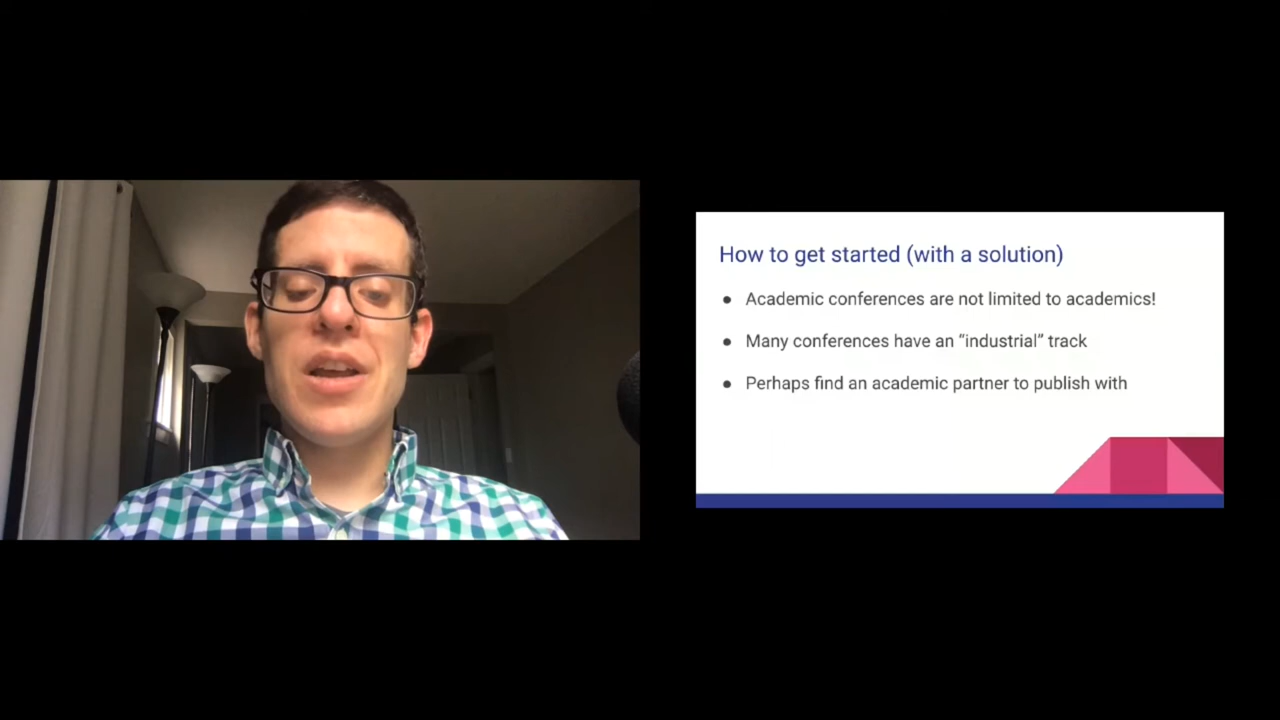 How to get started (with a solution)
● Academic conferences are not limited to academics!
● Many conferences have an “industrial” track
● Perhaps find an academic partner to publish with